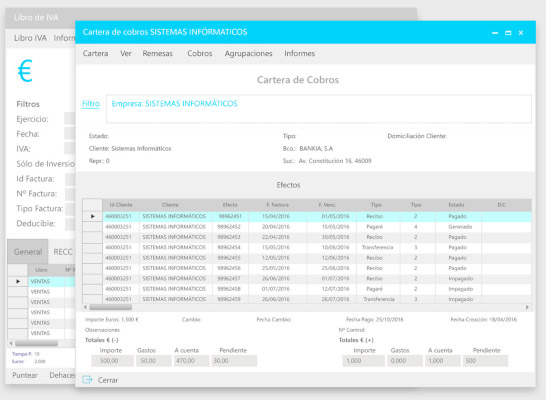 Libro de IVA
Libro IVA Inform
€
Filtros
Ejercicio:
Fecha:
IVA:
Sólo de Inversio
Id Factura:
Nº Factura:
Tipo Factura:
Deducible:
General RECC
Libro Nº F
VENTAS
VENTAS
VENTAS
VENTAS
VENTAS
Tiempo P. 10
Euros: 2,000
Puntear Deshacer
Cartera de cobros SISTEMAS INFÓRMATICOS
Cartera Ver Remesas Cobros Agrupaciones Informes
Cartera de Cobros
Filtro Empresa: SISTEMAS INFORMÁTICOS
Estado: Tipo: Domiciliación Cliente:
Cliente: Sistemas Informáticos Bco.: BANKIA, S.A
Repr: 0 Suc: Av. Constitución 16, 46009
Efectos
Id Cliente Cliente Efecto F. Factura F. Venc. Tipo Tipo Estado D.C
460003251 SISTEMAS INFORMÁTICOS 98962451 15/04/2016 01/05/2016 Recibo 2 Pagado
460003251 SISTEMAS INFORMÁTICOS 98962452 20/04/2016 15/05/2016 Pagaré 4 Generado
460003251 SISTEMAS INFORMÁTICOS 98962453 22/04/2016 30/05/2016 Recibo 2 Pagado
460003251 SISTEMAS INFORMÁTICOS 98962454 15/05/2016 10/06/2016 Transferencia 3 Pagado
460003251 SISTEMAS INFORMÁTICOS 98962455 12/05/2016 12/06/2016 Recibo 2 Pagado
460003251 SISTEMAS INFORMÁTICOS 98962456 25/05/2016 25/06/2016 Recibo 2 Pagado
460003251 SISTEMAS INFORMÁTICOS 98962457 26/06/2016 01/07/2016 Recibo 2 Impagado
460003251 SISTEMAS INFORMÁTICOS 98962458 01/07/2016 12/07/2016 Pagaré 2 Impagado
460003251 SISTEMAS INFORMÁTICOS 98962459 26/06/2016 26/07/2016 Transferencia 3 Impagado
Importe Euros: 1,500 € Cambio: Fecha Cambio: Fecha Pago: 25/10/2016 Fecha Creación: 18/04/2016
Observaciones Nº Control:
Totales € (-) Totales € (+)
Importe Gastos A cuenta Pendiente Importe Gastos A cuenta Pendiente
500,00 50,00 470,00 30,00 1,000 0,000 1.000 500
Cerrar